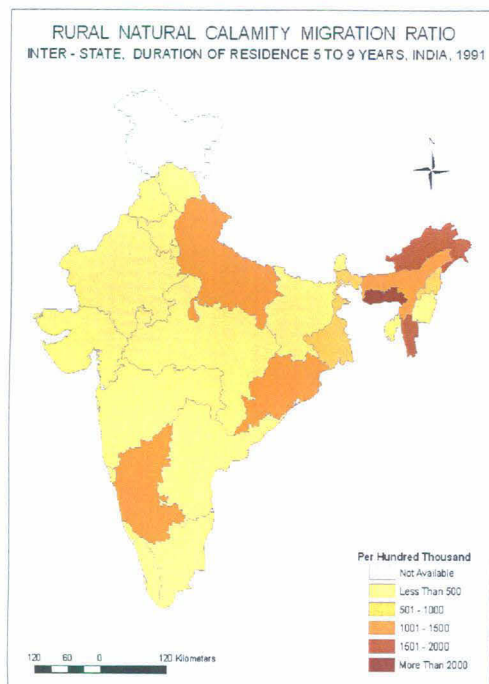 RURAL NATURAL CALAMITY MIGRATION RATIO
INTER - STATE, DURATION OF RESIDENCE 5 TO 9 YEARS, INDIA, 1991
N
Per Hundred Thousand
Not Available
Less Than 500
501 - 1000
1001 - 1500
1501 - 2000
More Than 2000
120 60 0 120 Kilometers